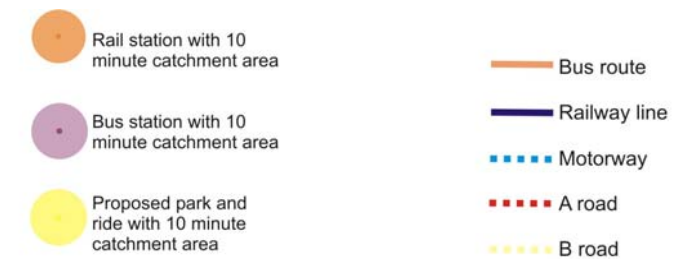 Rail station with 10
minute catchment area
Bus station with 10
minute catchment area
Proposed park and
ride with 10 minute
catchment area
Bus route
Railway line
Motorway
A road
B road